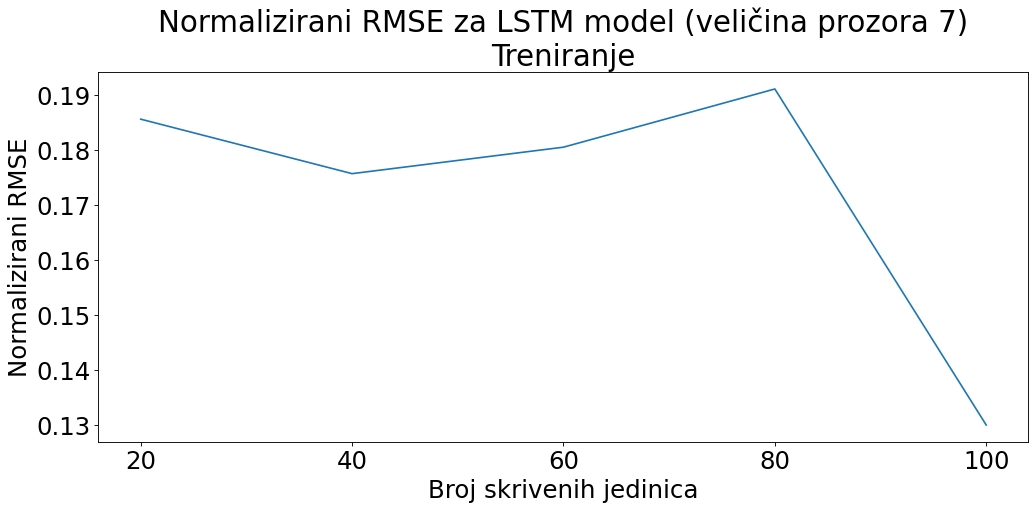 Normalizirani RMSE za LSTM model (veličina prozora 7)
Treniranje
Normalizirani RMSE
0.19
0.18
0.17
0.16
0.15
0.14
0.13
20 40 60 80 100
Broj skrivenih jedinica